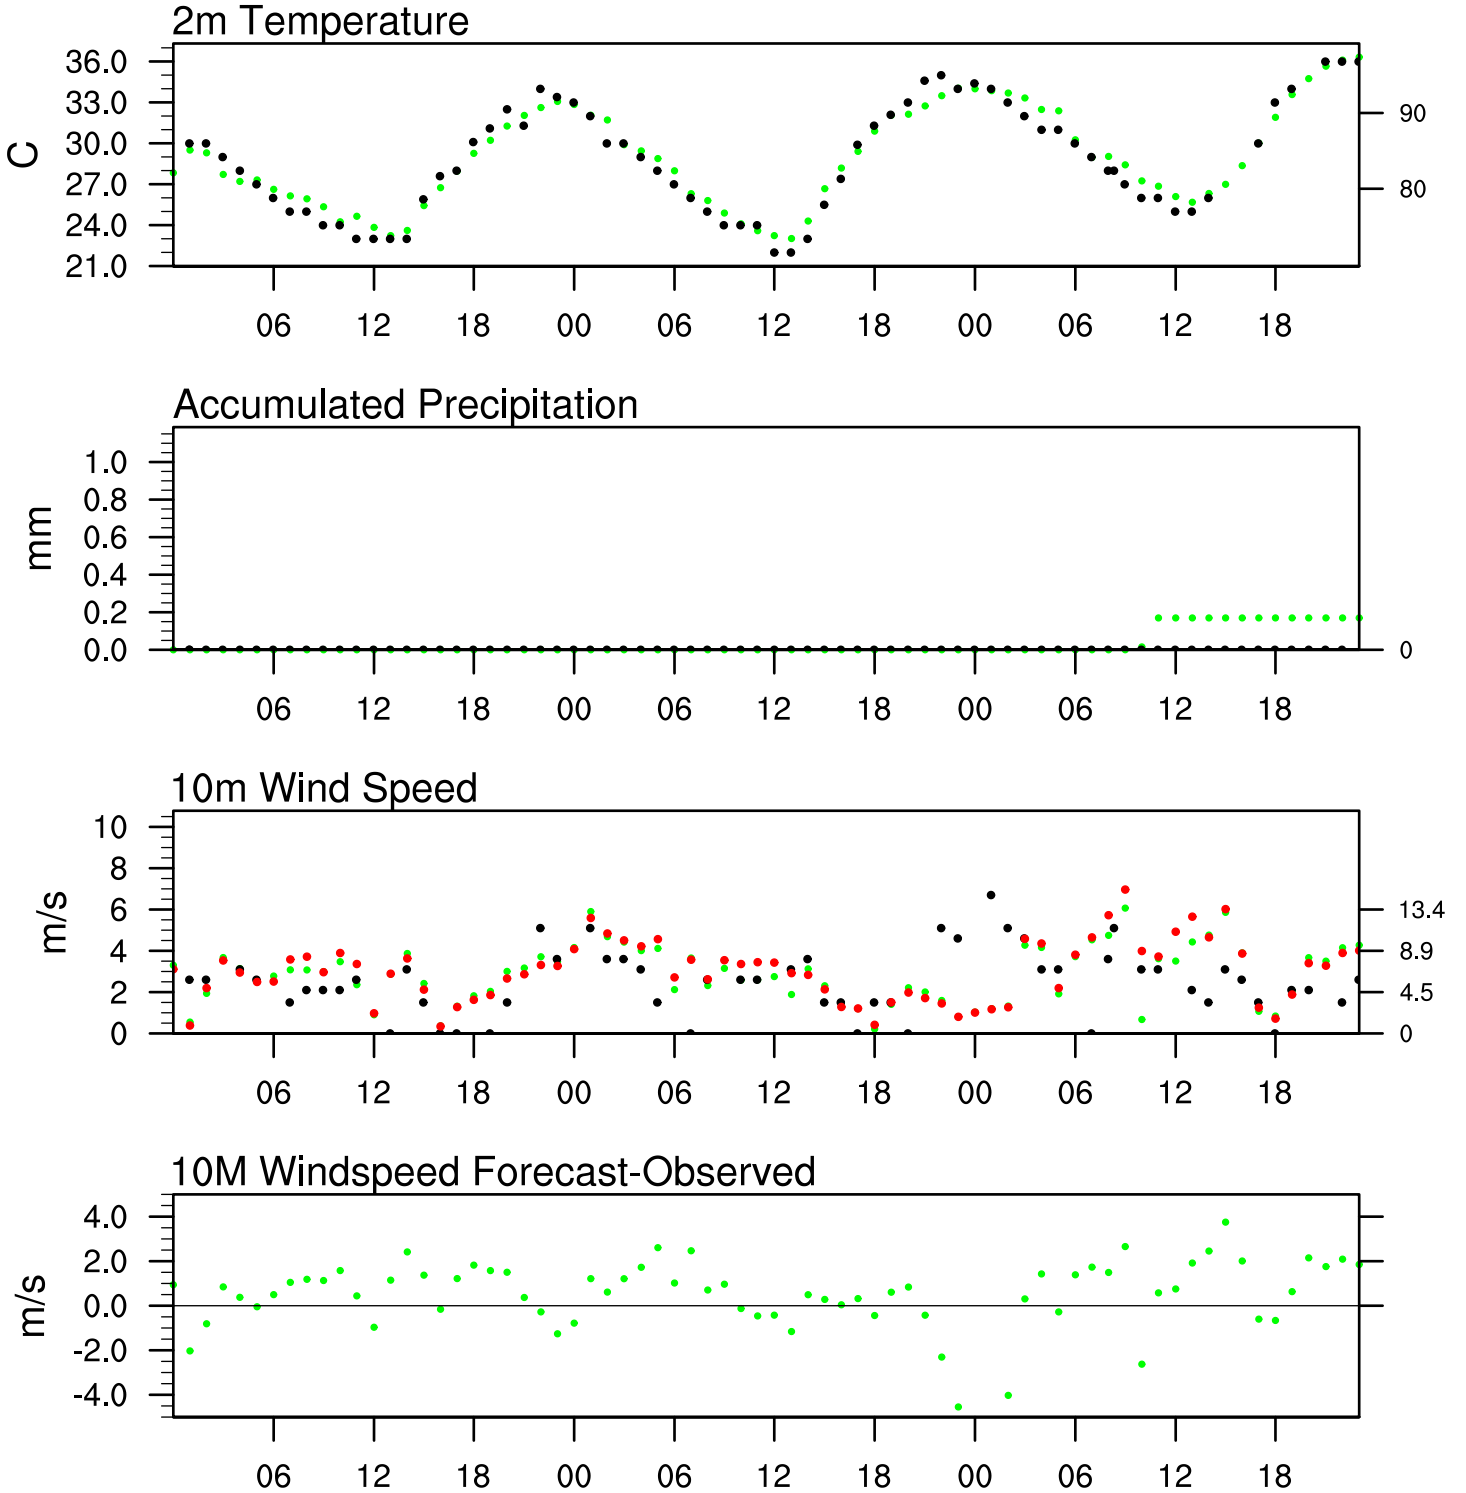 2m Temperature
36.0
33.0
30.0
27.0
24.0
21.0
C
90
80
06 12 18 00 06 12 18 00 06 12 18
Accumulated Precipitation
1.0
0.8
0.6
0.4
0.2
0.0
mm
0
06 12 18 00 06 12 18 00 06 12 18
10m Wind Speed
10
8
6
4
2
0
m/s
13.4
8.9
4.5
0
06 12 18 00 06 12 18 00 06 12 18
10M Windspeed Forecast-Observed
4.0
2.0
0.0
-2.0
-4.0
m/s
06 12 18 00 06 12 18 00 06 12 18